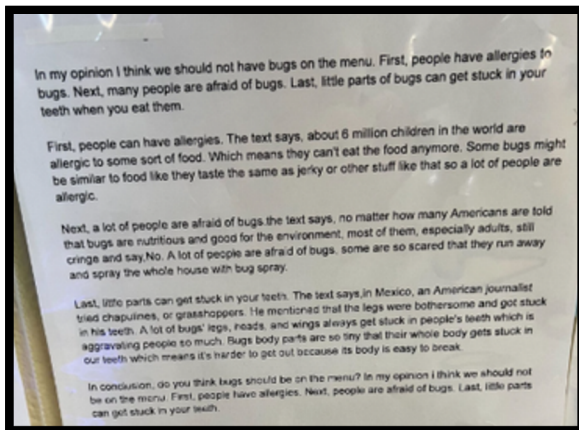 In my opinion I think we should not have bugs on the menu. First, people have allergies to
bugs. Next, many people are afraid of bugs. Last, little parts of bugs can get stuck in your
teeth when you eat them.
First, people can have allergies. The text says, about 6 million children in the world are
allergic to some sort of food. Which means they can't eat the food anymore. Some bugs might
be similar to food like they taste the same as jerky or other stuff like that so a lot of people are
allergic.
Next, a lot of people are afraid of bugs.the text says, no matter how many Americans are told
that bugs are nutritious and good for the environment, most of them, especially adults, still
cringe and say,No. A lot of people are afraid of bugs, some are so scared that they run away
and spray the whole house with bug spray.
Last, little parts can get stuck in your teeth. The text says,in Mexico, an American journalist
tried chapulines, or grasshoppers. He mentioned that the legs were bothersome and got stuck
in his teeth. A lot of bugs' legs, heads, and wings always get stuck in people's teeth which is
aggravating people so much. Bugs body parts are so tiny that their whole body gets stuck in
our teeth which means it's harder to get out because its body is easy to break.
In conclusion, do you think bugs should be on the menu? In my opinion I think we should not
be on the menu. First, people have allergies. Next, people are afraid of bugs. Last, little parts
can get stuck in your teeth.